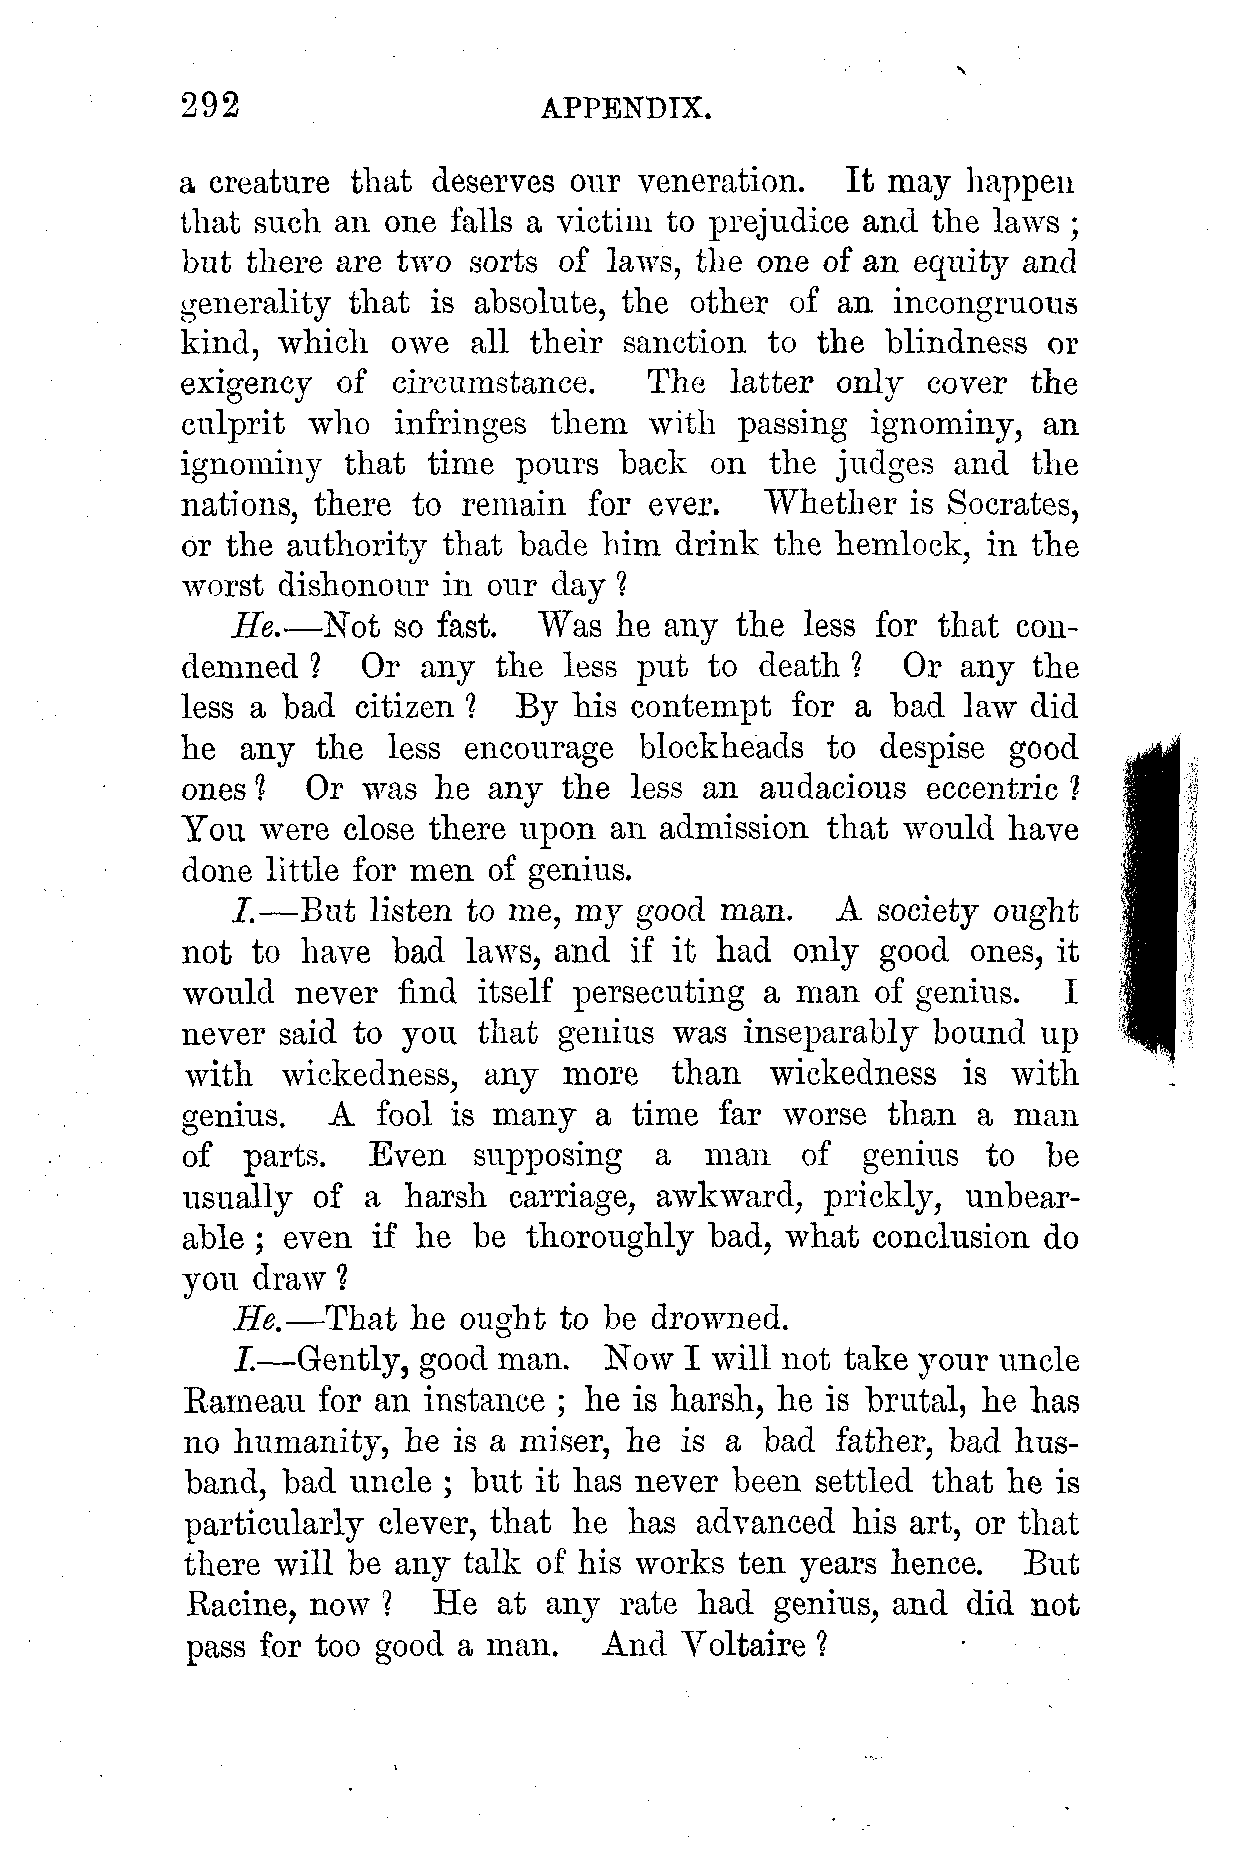 292 APPENDIX.
a creature that deserves our veneration. It may happen
that such an one falls a victim to prejudice and the laws ;
but there are two sorts of laws, the one of an equity and
generality that is absolute, the other of an incongruous
kind, which owe all their sanction to the blindness or
exigency of circumstance. The latter only cover the
culprit who infringes them with passing ignominy, an
ignominy that time pours back on the judges and the
nations, there to remain for ever. Whether is Socrates,
or the authority that bade him drink the hemlock, in the
worst dishonour in our day ?
He.—Not so fast. Was he any the less for that con-
demned ? Or any the less put to death ? Or any the
less a bad citizen ? By his contempt for a bad law did
he any the less encourage blockheads to despise good
ones ? Or was he any the less an audacious eccentric ?
You were close there upon an admission that would have
done little for men of genius.
I.—But listen to me, my good man. A society ought
not to have bad laws, and if it had only good ones, it
would never find itself persecuting a man of genius. I
never said to you that genius was inseparably bound up
with wickedness, any more than wickedness is with
genius. A fool is many a time far worse than a man
of parts. Even supposing a man of genius to be
usually of a harsh carriage, awkward, prickly, unbear-
able ; even if he be thoroughly bad, what conclusion do
you draw ?
He.—That he ought to be drowned.
I.—Gently, good man. Now I will not take your uncle
Rameau for an instance ; he is harsh, he is brutal, he has
no humanity, he is a miser, he is a bad father, bad hus-
band, bad uncle ; but it has never been settled that he is
particularly clever, that he has advanced his art, or that
there will be any talk of his works ten years hence. But
Racine, now ? He at any rate had genius, and did not
pass for too good a man. And Voltaire ?